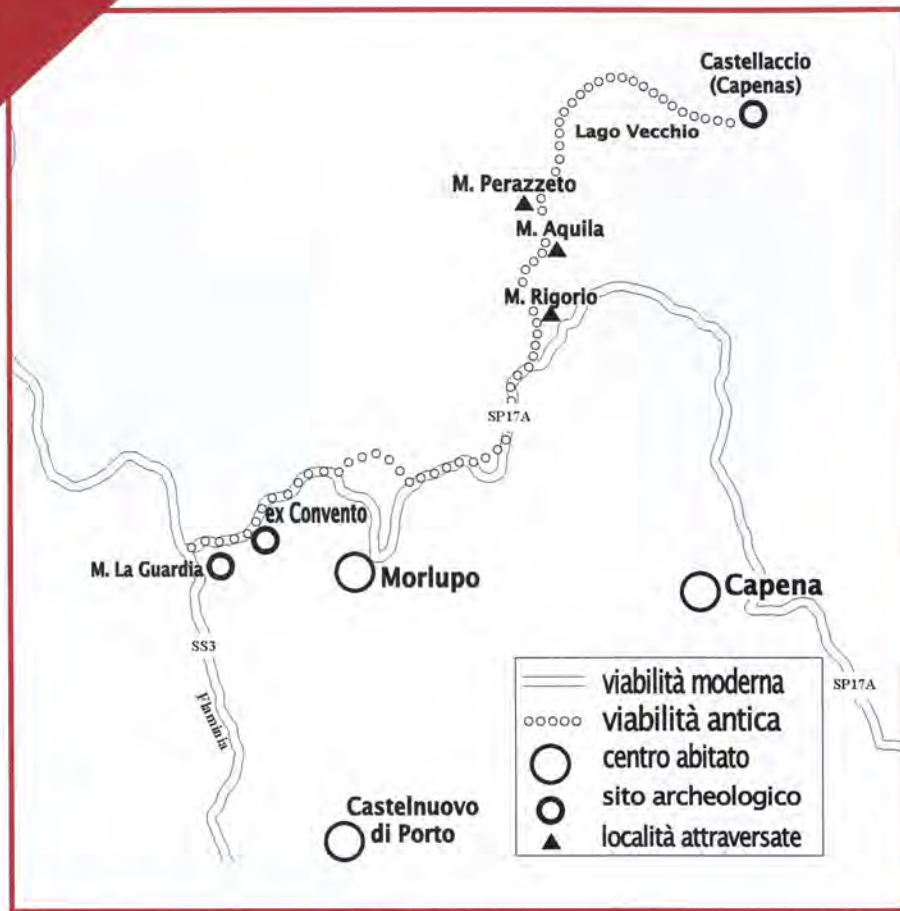 Castellaccio
(Capenas)
Lago Vecchio
M. Perazzeto
M. Aquila
M. Rigorio
SP17A
ex Convento
M. La Guardia
Morlupo
Capena
SS3
Flaminia
SP17A
Castelnuovo
di Porto
viabilità moderna
viabilità antica
centro abitato
sito archeologico
località attraversate